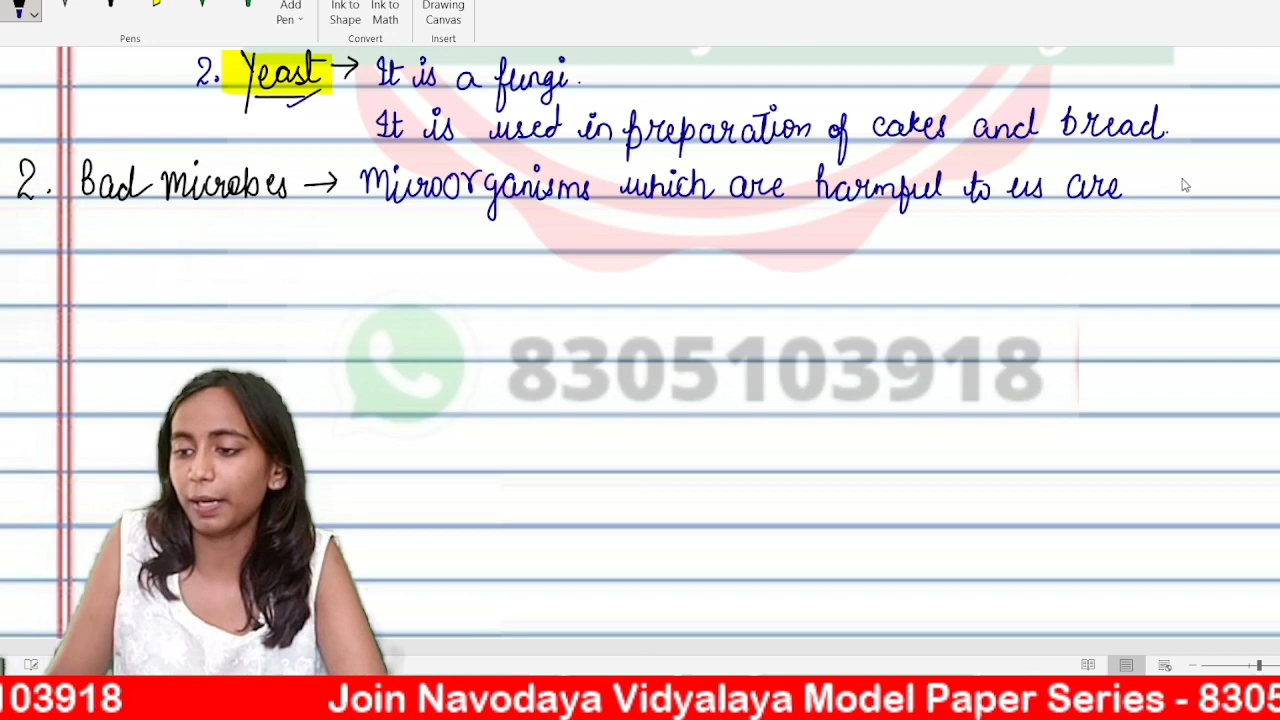 Add
Pen
Ink to
Shape
Ink to
Math
Drawing
Canvas
Pens
Convert
Insert
2. Yeast → It is a fungi.
It is used in preparation of cakes and bread.
2. Bad Microbes → Microorganisms which are harmful to us are
8305103918
103918 Join Navodaya Vidyalaya Model Paper Series - 8305